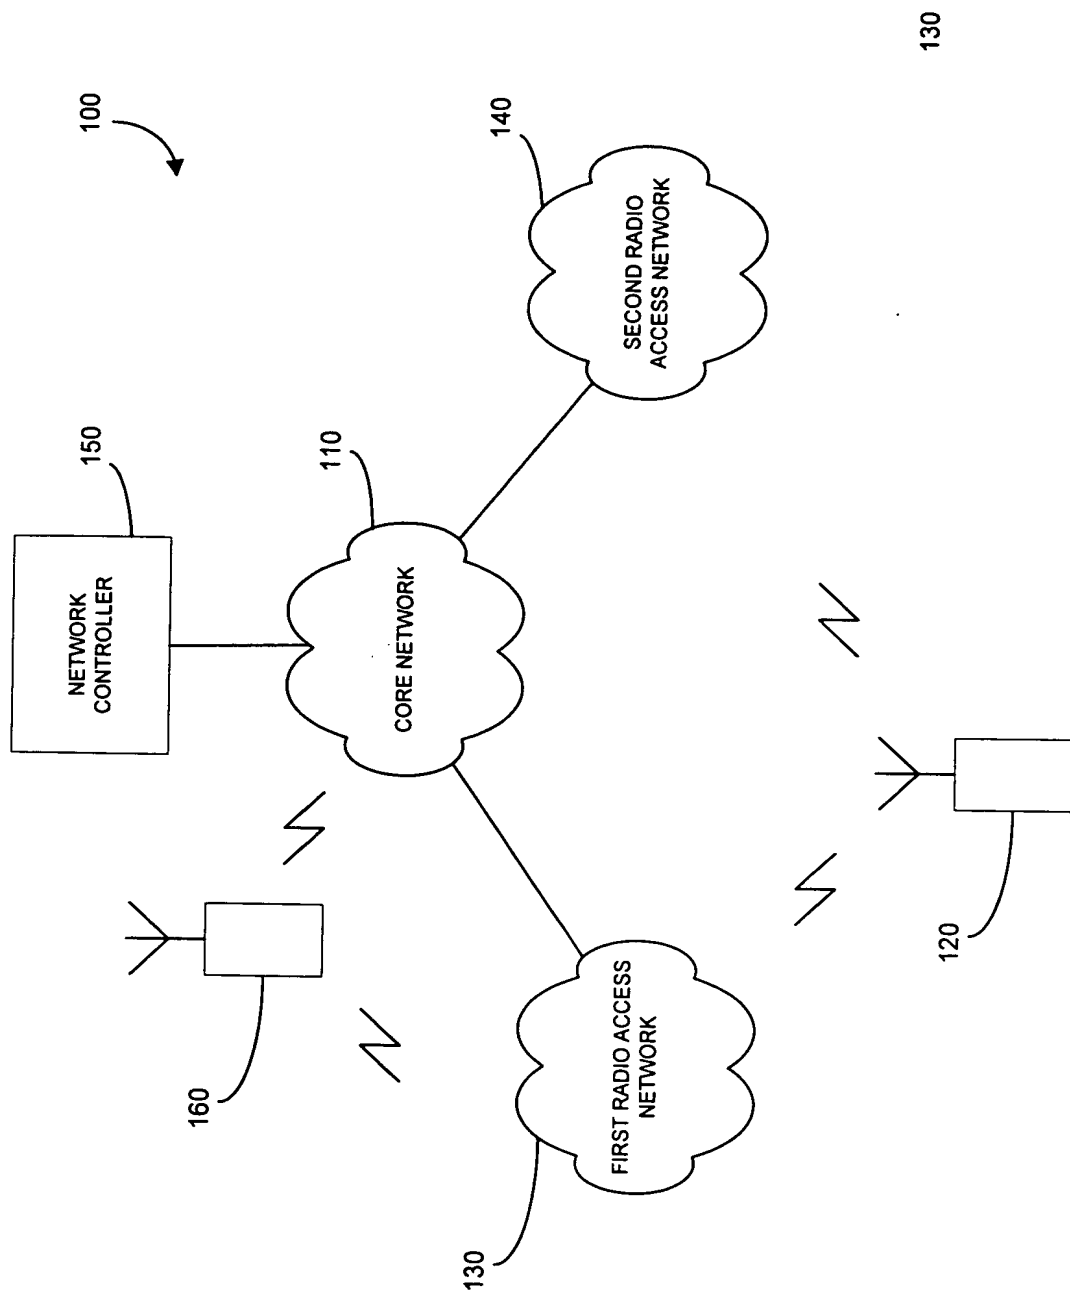 100
150
NETWORK
CONTROLLER
110
CORE NETWORK
140
SECOND RADIO
ACCESS NETWORK
160
130
FIRST RADIO ACCESS
NETWORK
120
130